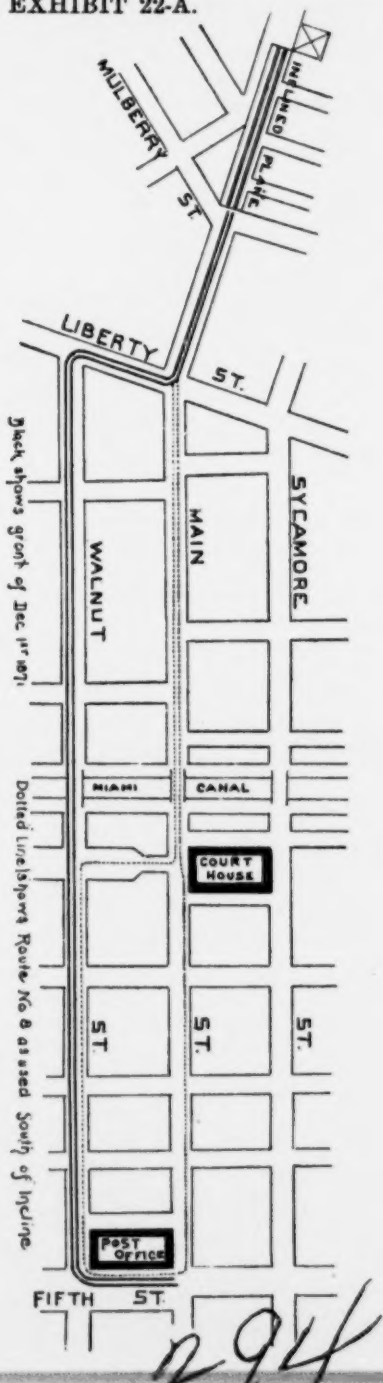 EXHIBIT 22-A.
INCLINED
PLANE
MULBERRY
ST.
LIBERTY
ST.
SYCAMORE
MAIN
WALNUT
Black shows grant of Dec 1st 1871
MIAMI CANAL
COURT
HOUSE
Dotted Line shows Route No 8 as used South of Incline
ST.
ST.
ST.
POST
OFFICE
FIFTH ST.
294